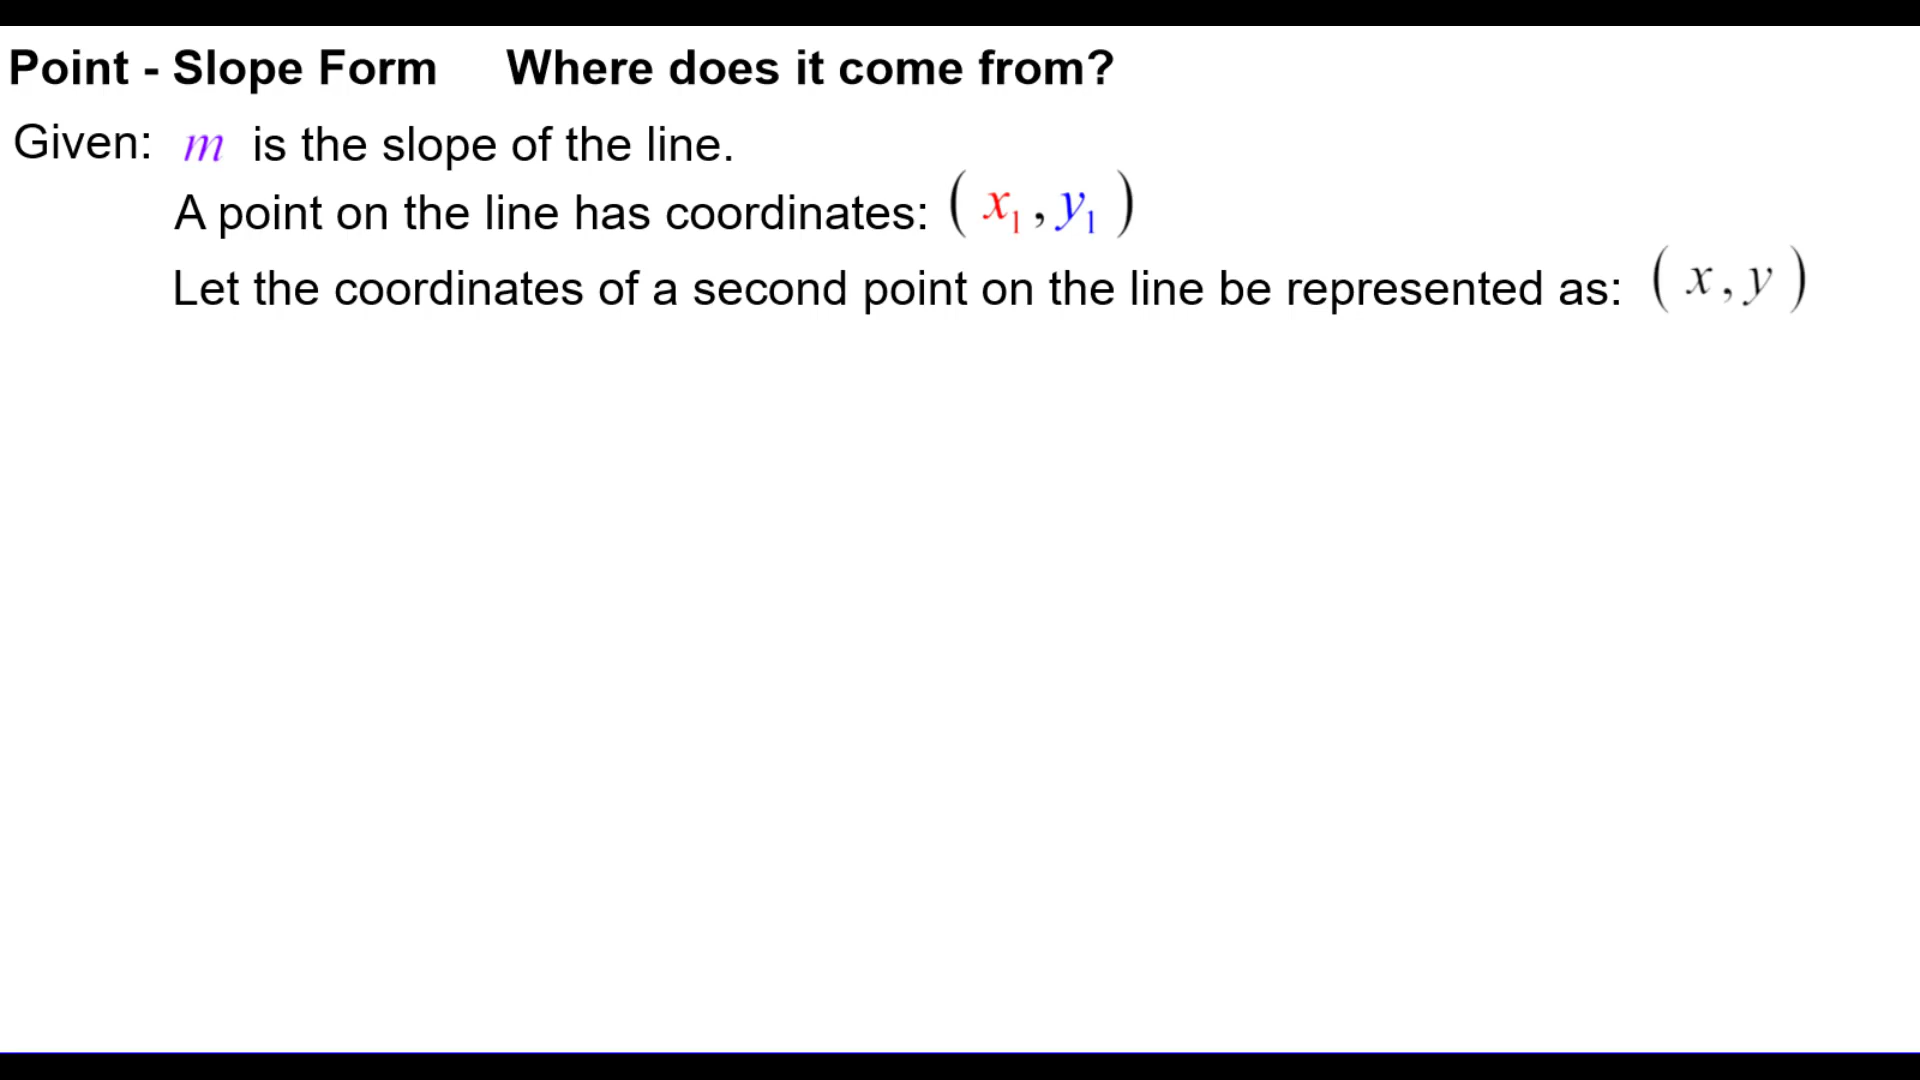 Point - Slope Form Where does it come from?
Given: m is the slope of the line.
A point on the line has coordinates: ( x₁ , y₁ )
Let the coordinates of a second point on the line be represented as: ( x , y )